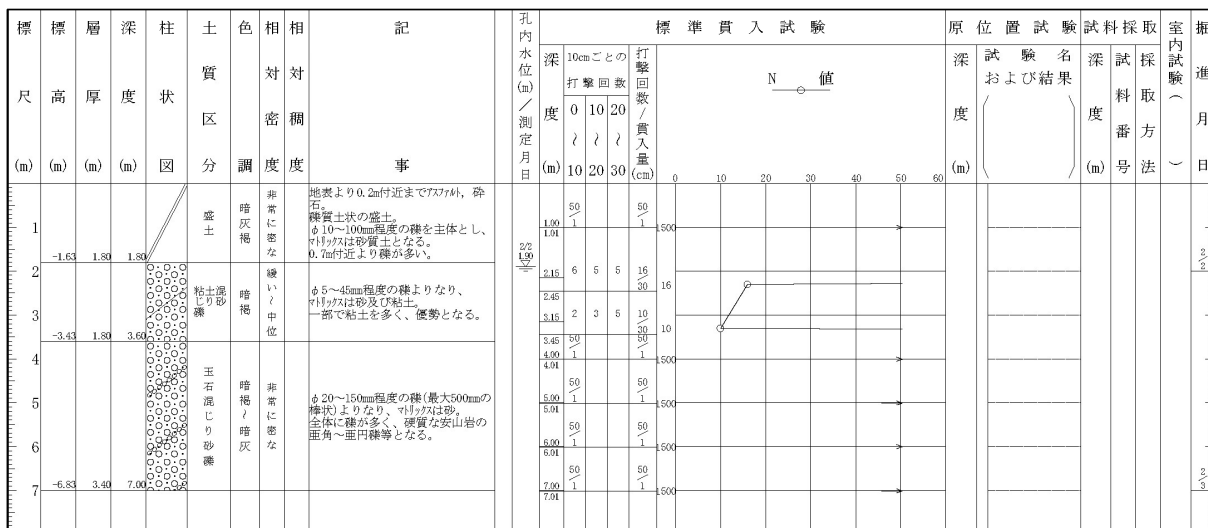 標尺(m)
標高(m)
層厚(m)
深度(m)
柱状図
土質区分
色調
相対密度
相対稠度
記事
孔内水位(m)／測定月日
標準貫入試験
深度(m)
10cmごとの
打撃回数
0～10
10～20
20～30
打撃回数/貫入量(cm)
N 値
0 10 20 30 40 50 60
原位置試験
深度(m)
試験名
および結果
試料採取
深度(m)
試料番号
採取方法
室内試験( )
掘進月日
1
-1.63 1.80 1.80
盛土
暗灰褐
非常に密な
地表より0.2m付近までアスファルト，砕
石。
礫質土状の盛土。
φ10～100mm程度の礫を主体とし、
マトリックスは砂質土となる。
0.7m付近より礫が多い。
2/2
1.90
1.00 50/1 50/1 1500
1.01
2/2
2
3
-3.43 1.80 3.60
粘土混
じり砂
礫
暗褐
緩い～中位
φ5～45mm程度の礫よりなり、
マトリックスは砂及び粘土。
一部で粘土を多く、優勢となる。
2.15 6 5 5 16/30 16
2.45
3.15 2 3 5 10/30 10
3.45
4
5
6
7
-6.83 3.40 7.00
玉石混じり砂礫
暗褐～暗灰
非常に密な
φ20～150mm程度の礫(最大500mmの
棒状)よりなり、マトリックスは砂。
全体に礫が多く、硬質な安山岩の
亜角～亜円礫等となる。
4.00 50/1 50/1 1500
4.01
5.00 50/1 50/1 1500
5.01
6.00 50/1 50/1 1500
6.01
7.00 50/1 50/1 1500
7.01
2/3